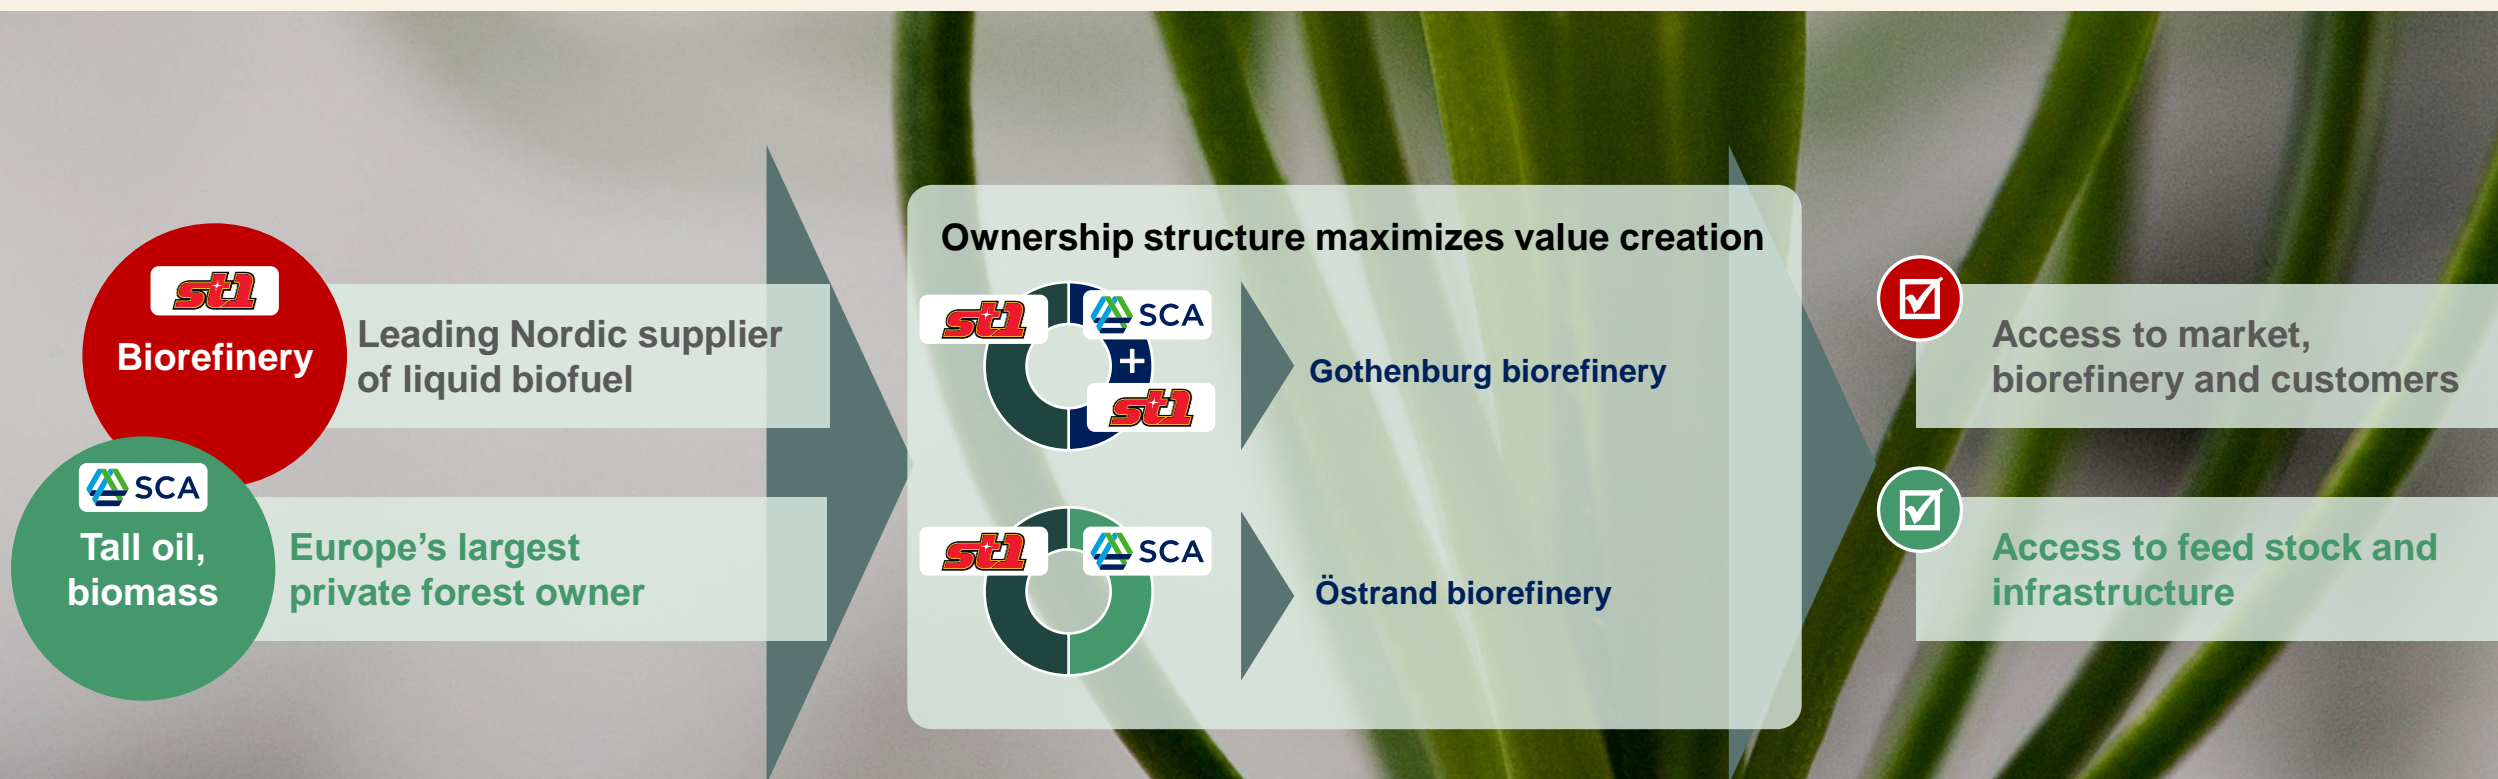 st1
Biorefinery
Leading Nordic supplier
of liquid biofuel
SCA
Tall oil,
biomass
Europe's largest
private forest owner
Ownership structure maximizes value creation
st1
SCA
+
st1
Gothenburg biorefinery
st1
SCA
Östrand biorefinery
Access to market,
biorefinery and customers
Access to feed stock and
infrastructure